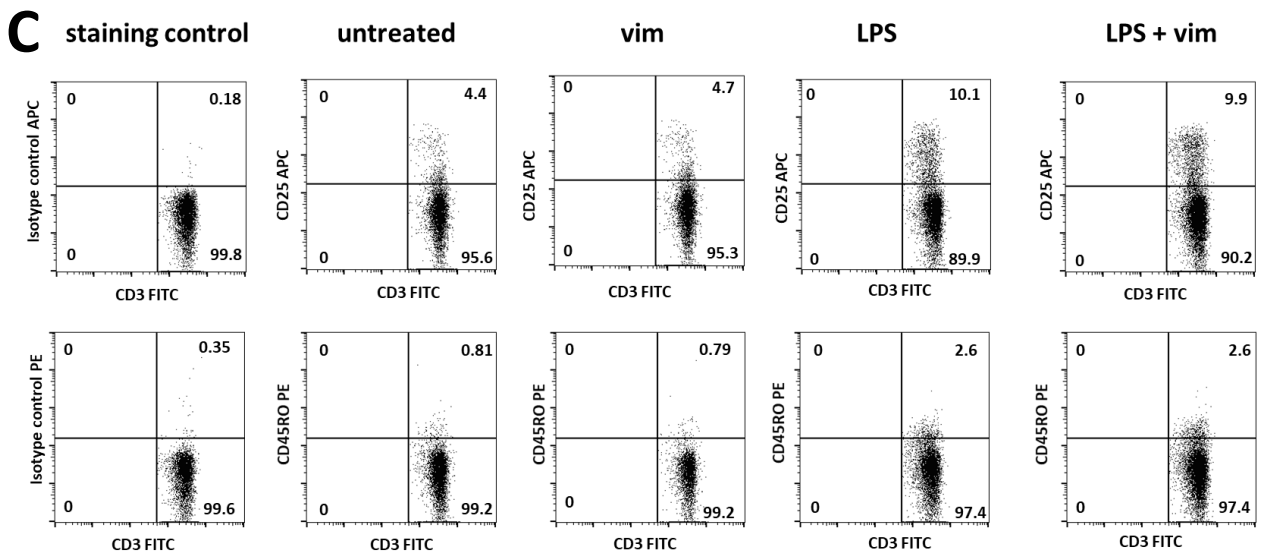 C
staining control
untreated
vim
LPS
LPS + vim
Isotype control APC
0
0.18
0
99.8
CD3 FITC
CD25 APC
0
4.4
0
95.6
CD3 FITC
CD25 APC
0
4.7
0
95.3
CD3 FITC
CD25 APC
0
10.1
0
89.9
CD3 FITC
CD25 APC
0
9.9
0
90.2
CD3 FITC
Isotype control PE
0
0.35
0
99.6
CD3 FITC
CD45RO PE
0
0.81
0
99.2
CD3 FITC
CD45RO PE
0
0.79
0
99.2
CD3 FITC
CD45RO PE
0
2.6
0
97.4
CD3 FITC
CD45RO PE
0
2.6
0
97.4
CD3 FITC